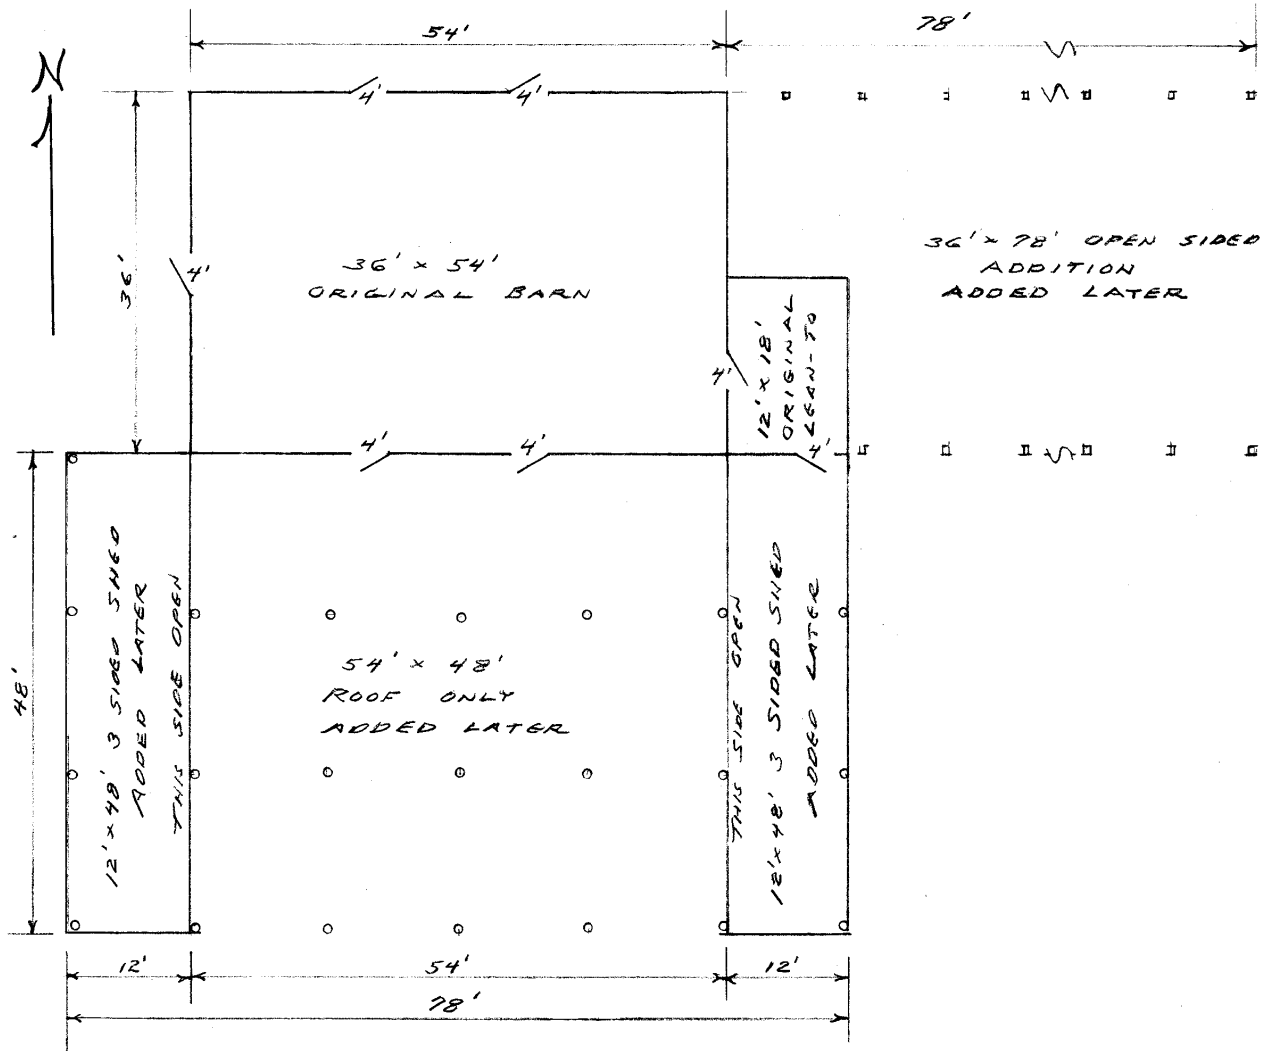 54'
78'
N
4'
4'
36' x 78' OPEN SIDED
ADDITION
ADDED LATER
36'
4'
36' x 54'
ORIGINAL BARN
12' x 18'
ORIGINAL
LEAN-TO
4'
4'
4'
4'
48'
12' x 48' 3 SIDED SHED
ADDED LATER
THIS SIDE OPEN
54' x 48'
ROOF ONLY
ADDED LATER
THIS SIDE OPEN
12' x 48' 3 SIDED SHED
ADDED LATER
12'
54'
12'
78'